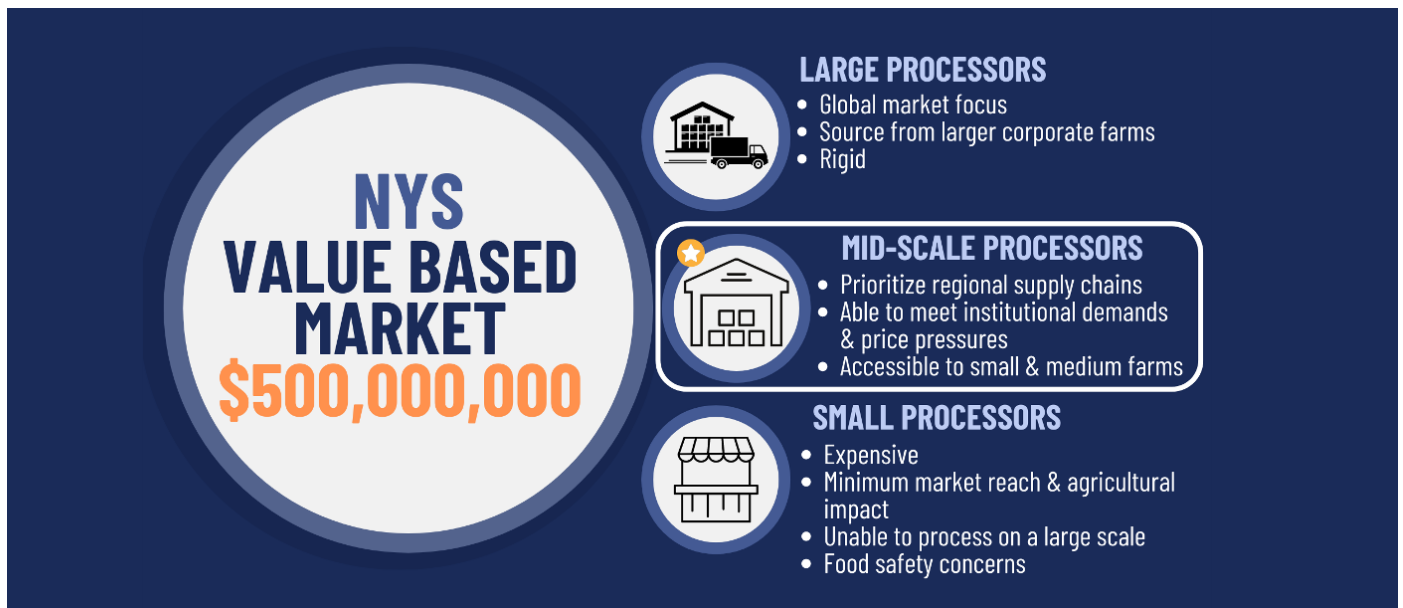 NYS
VALUE BASED
MARKET
$500,000,000
LARGE PROCESSORS
• Global market focus
• Source from larger corporate farms
• Rigid
MID-SCALE PROCESSORS
• Prioritize regional supply chains
• Able to meet institutional demands
& price pressures
• Accessible to small & medium farms
SMALL PROCESSORS
• Expensive
• Minimum market reach & agricultural
impact
• Unable to process on a large scale
• Food safety concerns